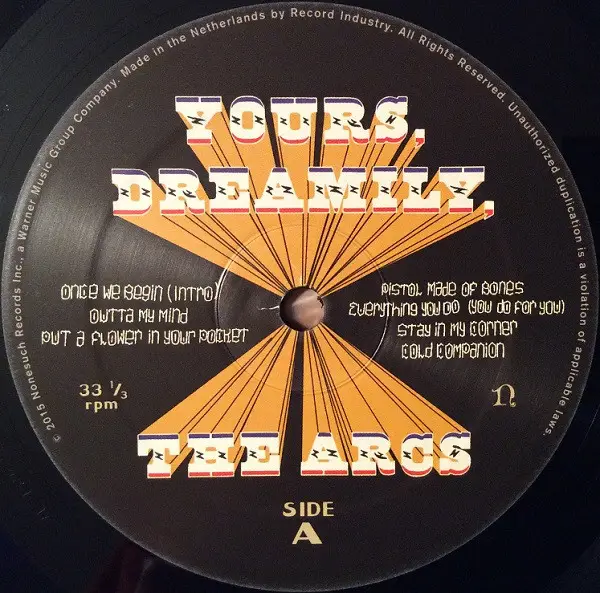 © 2015 Nonesuch Records Inc., a Warner Music Group Company. Made in the Netherlands by Record Industry. All Rights Reserved. Unauthorized duplication is a violation of applicable laws.
YOURS,
DREAMILY,
Once We Begin (Intro)
Outta My Mind
Put a Flower in Your Pocket
Pistol Made of Bones
Everything You Do (You Do for You)
Stay in My Corner
Cold Companion
33 1/3
rpm
n
THE ARCS
SIDE
A